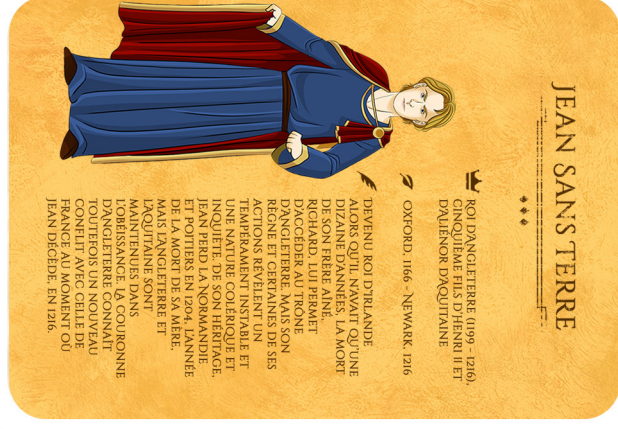 JEAN SANS TERRE
ROI D'ANGLETERRE (1199 - 1216),
CINQUIÈME FILS D'HENRI II ET
D'ALIÉNOR D'AQUITAINE
OXFORD, 1166 - NEWARK, 1216
DEVENU ROI D'IRLANDE
ALORS QU'IL N'AVAIT QU'UNE
DIZAINE D'ANNÉES, LA MORT
DE SON FRÈRE AÎNÉ,
RICHARD, LUI PERMET
D'ACCÉDER AU TRÔNE
D'ANGLETERRE. MAIS SON
RÈGNE ET CERTAINES DE SES
ACTIONS RÉVÈLENT UN
TEMPÉRAMENT INSTABLE ET
UNE NATURE COLÉRIQUE ET
INQUIÈTE. DE SON HÉRITAGE,
JEAN PERD LA NORMANDIE
ET POITIERS EN 1204, L'ANNÉE
DE LA MORT DE SA MÈRE,
MAIS L'ANGLETERRE ET
L'AQUITAINE SONT
MAINTENUES DANS
L'OBÉISSANCE. LA COURONNE
D'ANGLETERRE CONNAÎT
TOUTEFOIS UN NOUVEAU
CONFLIT AVEC CELLE DE
FRANCE AU MOMENT OÙ
JEAN DÉCÈDE, EN 1216.